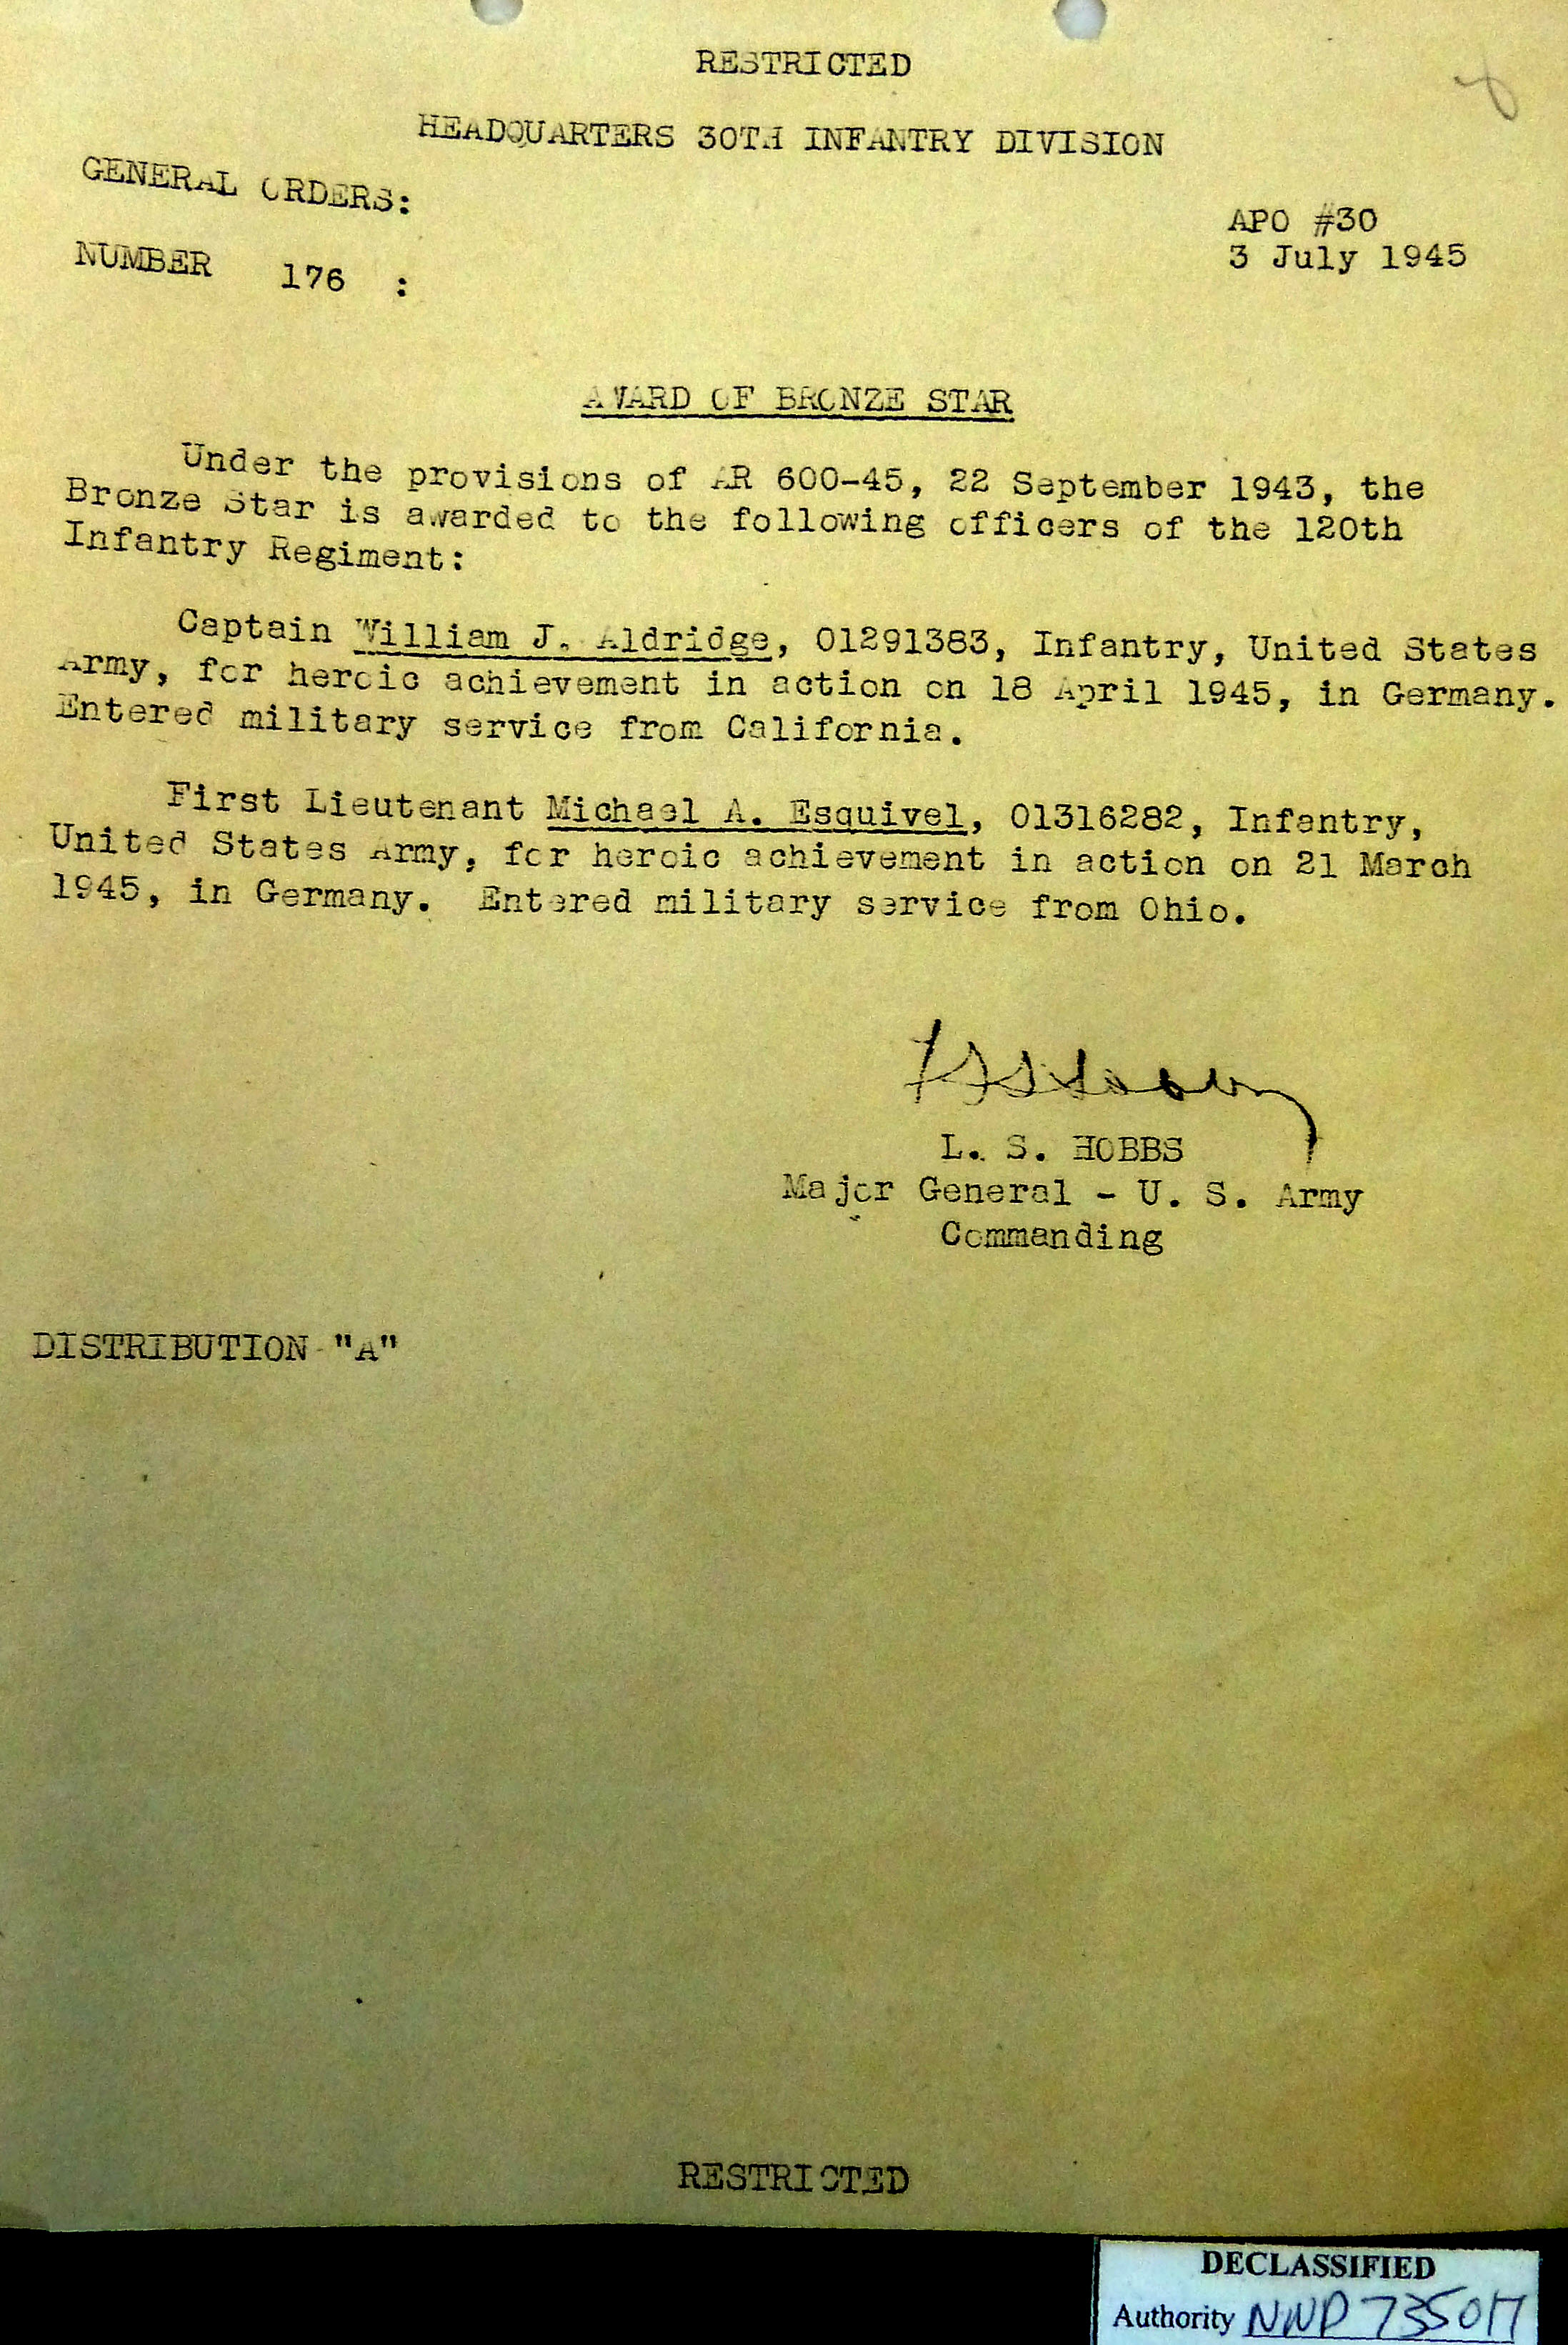 RESTRICTED
HEADQUARTERS 30TH INFANTRY DIVISION
GENERAL ORDERS:
APO #30
3 July 1945
NUMBER 176 :
AWARD OF BRONZE STAR
Under the provisions of AR 600-45, 22 September 1943, the
Bronze Star is awarded to the following officers of the 120th
Infantry Regiment:
Captain William J. Aldridge, 01291383, Infantry, United States
Army, for heroic achievement in action on 18 April 1945, in Germany.
Entered military service from California.
First Lieutenant Michael A. Esquivel, 01316282, Infantry,
United States Army, for heroic achievement in action on 21 March
1945, in Germany. Entered military service from Ohio.
L. S. HOBBS
Major General - U. S. Army
Commanding
DISTRIBUTION "A"
RESTRICTED
DECLASSIFIED
Authority NND 735017